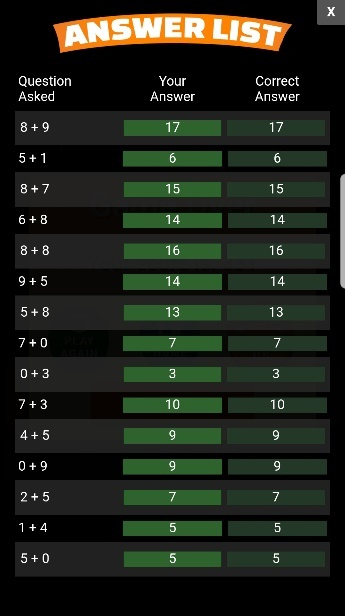 X
ANSWER LIST
Question Asked Your Answer Correct Answer
8 + 9 17 17
5 + 1 6 6
8 + 7 15 15
6 + 8 14 14
8 + 8 16 16
9 + 5 14 14
5 + 8 13 13
7 + 0 7 7
0 + 3 3 3
7 + 3 10 10
4 + 5 9 9
0 + 9 9 9
2 + 5 7 7
1 + 4 5 5
5 + 0 5 5